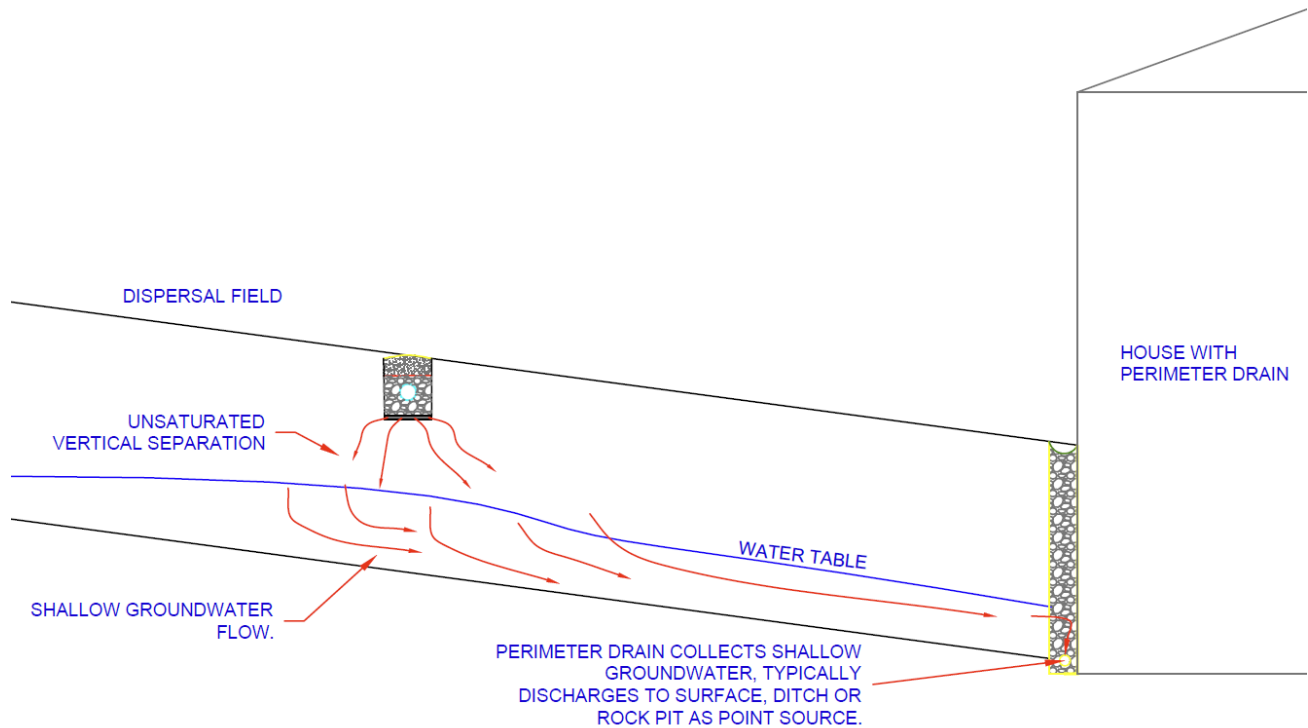 DISPERSAL FIELD
HOUSE WITH
PERIMETER DRAIN
UNSATURATED
VERTICAL SEPARATION
WATER TABLE
SHALLOW GROUNDWATER
FLOW.
PERIMETER DRAIN COLLECTS SHALLOW
GROUNDWATER, TYPICALLY
DISCHARGES TO SURFACE, DITCH OR
ROCK PIT AS POINT SOURCE.